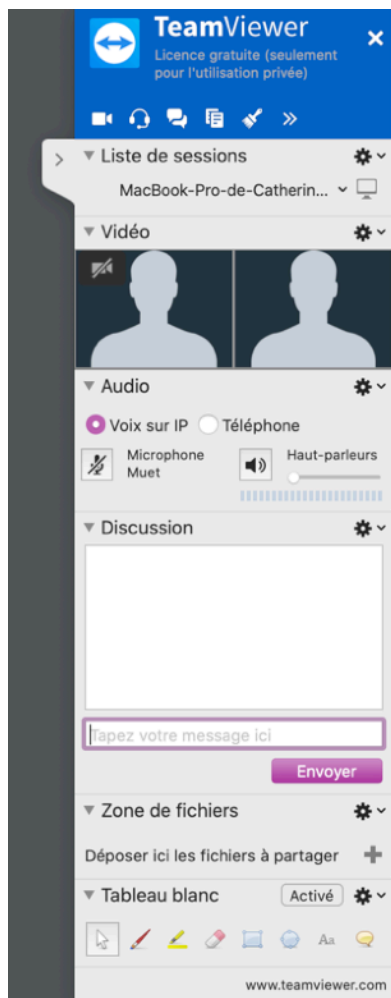 TeamViewer
Licence gratuite (seulement
pour l'utilisation privée)
Liste de sessions
MacBook-Pro-de-Catherin...
Vidéo
Audio
Voix sur IP Téléphone
Microphone
Muet
Haut-parleurs
Discussion
Tapez votre message ici
Envoyer
Zone de fichiers
Déposer ici les fichiers à partager
Tableau blanc Activé
Aa
www.teamviewer.com